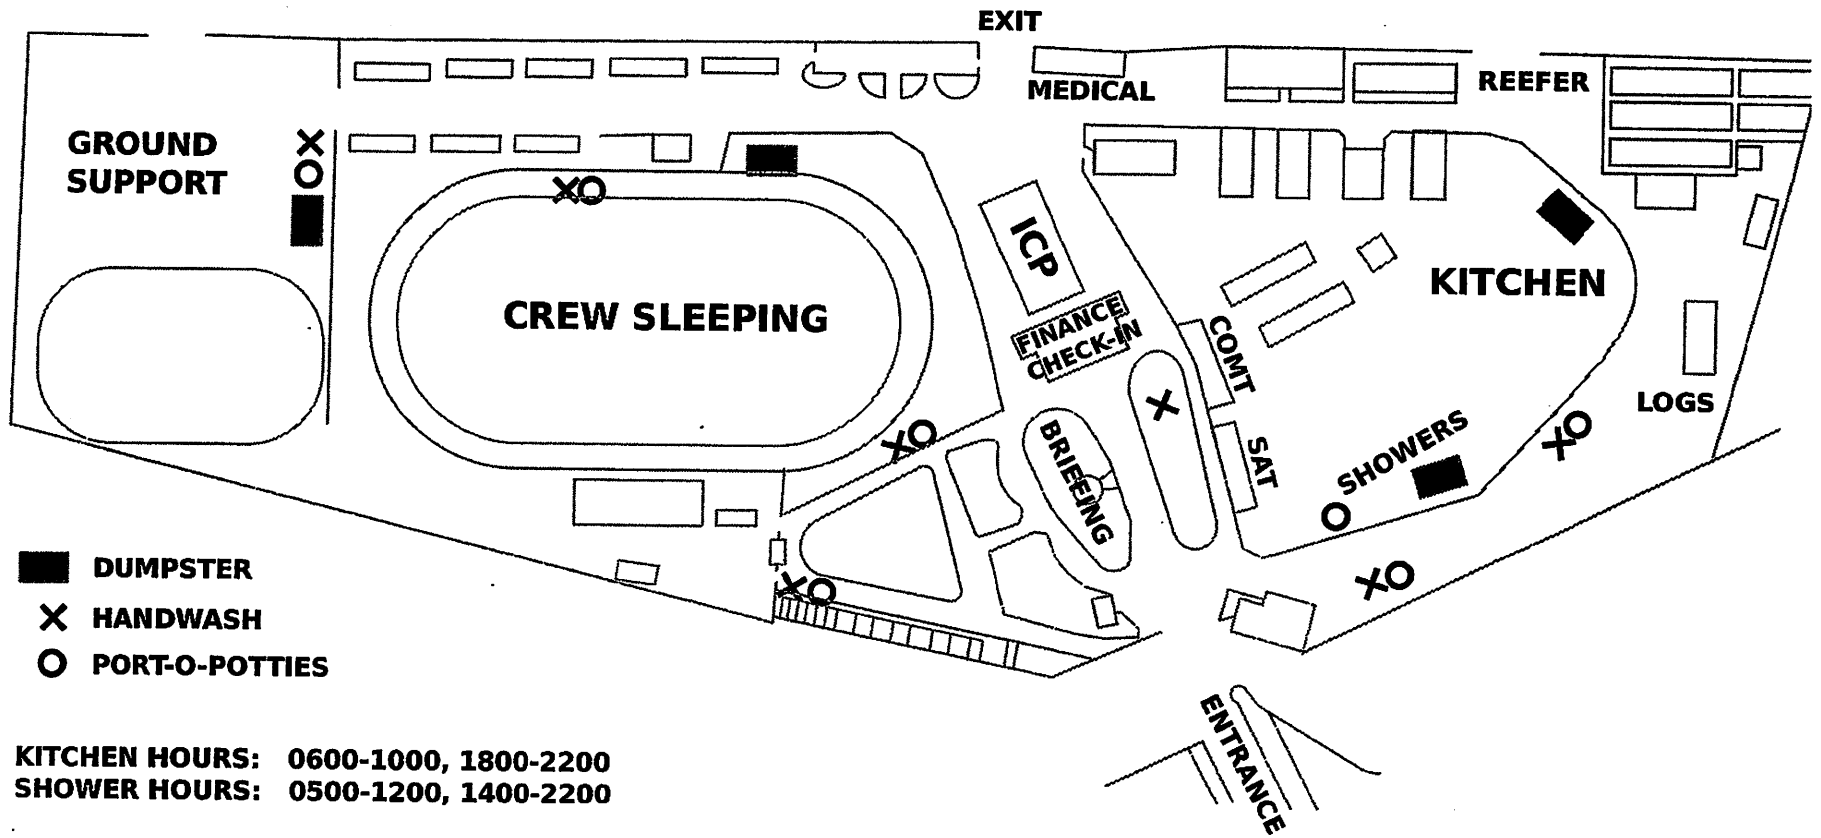 EXIT
MEDICAL
REEFER
GROUND
SUPPORT
ICP
CREW SLEEPING
KITCHEN
FINANCE
CHECK-IN
COMT
LOGS
BRIEFING
SAT
SHOWERS
DUMPSTER
HANDWASH
PORT-O-POTTIES
ENTRANCE
KITCHEN HOURS: 0600-1000, 1800-2200
SHOWER HOURS: 0500-1200, 1400-2200